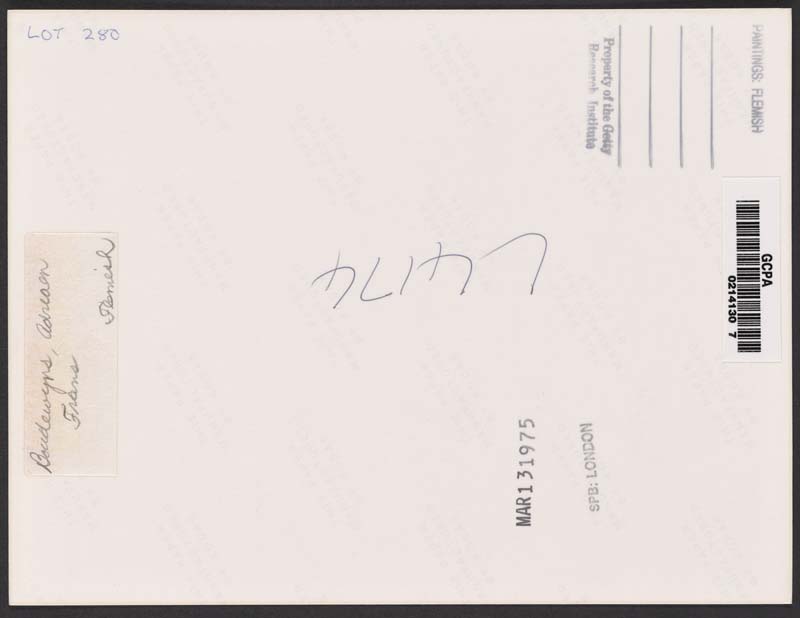 LOT 280
PAINTINGS: FLEMISH
Property of the Getty
Research Institute
GCPA
0214130 7
Boudewyns, Adriaen
Frans
Flemish
MAR 13 1975
SPB: LONDON